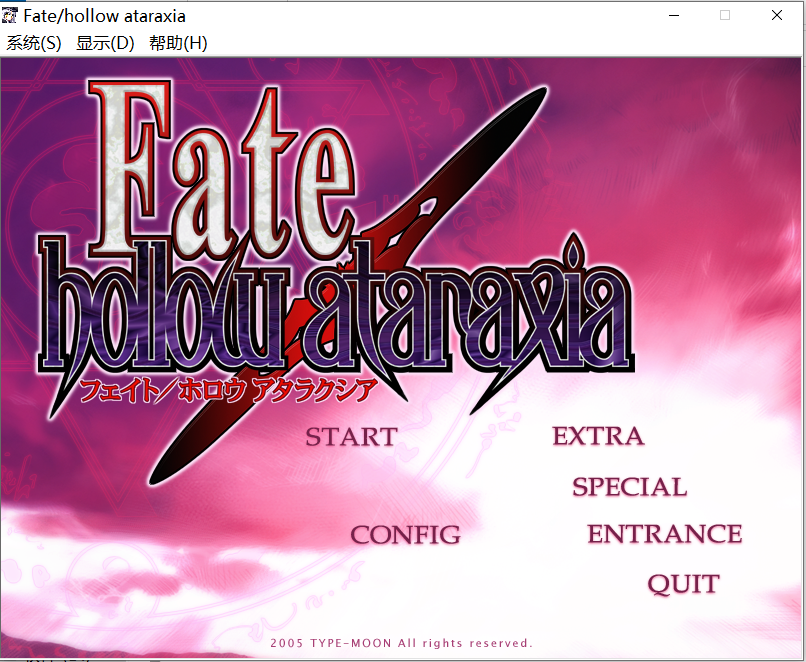 Fate/hollow ataraxia
系统(S) 显示(D) 帮助(H)
Fate
hollow ataraxia
フェイト/ホロウ アタラクシア
START
EXTRA
SPECIAL
CONFIG
ENTRANCE
QUIT
2005 TYPE-MOON All rights reserved.